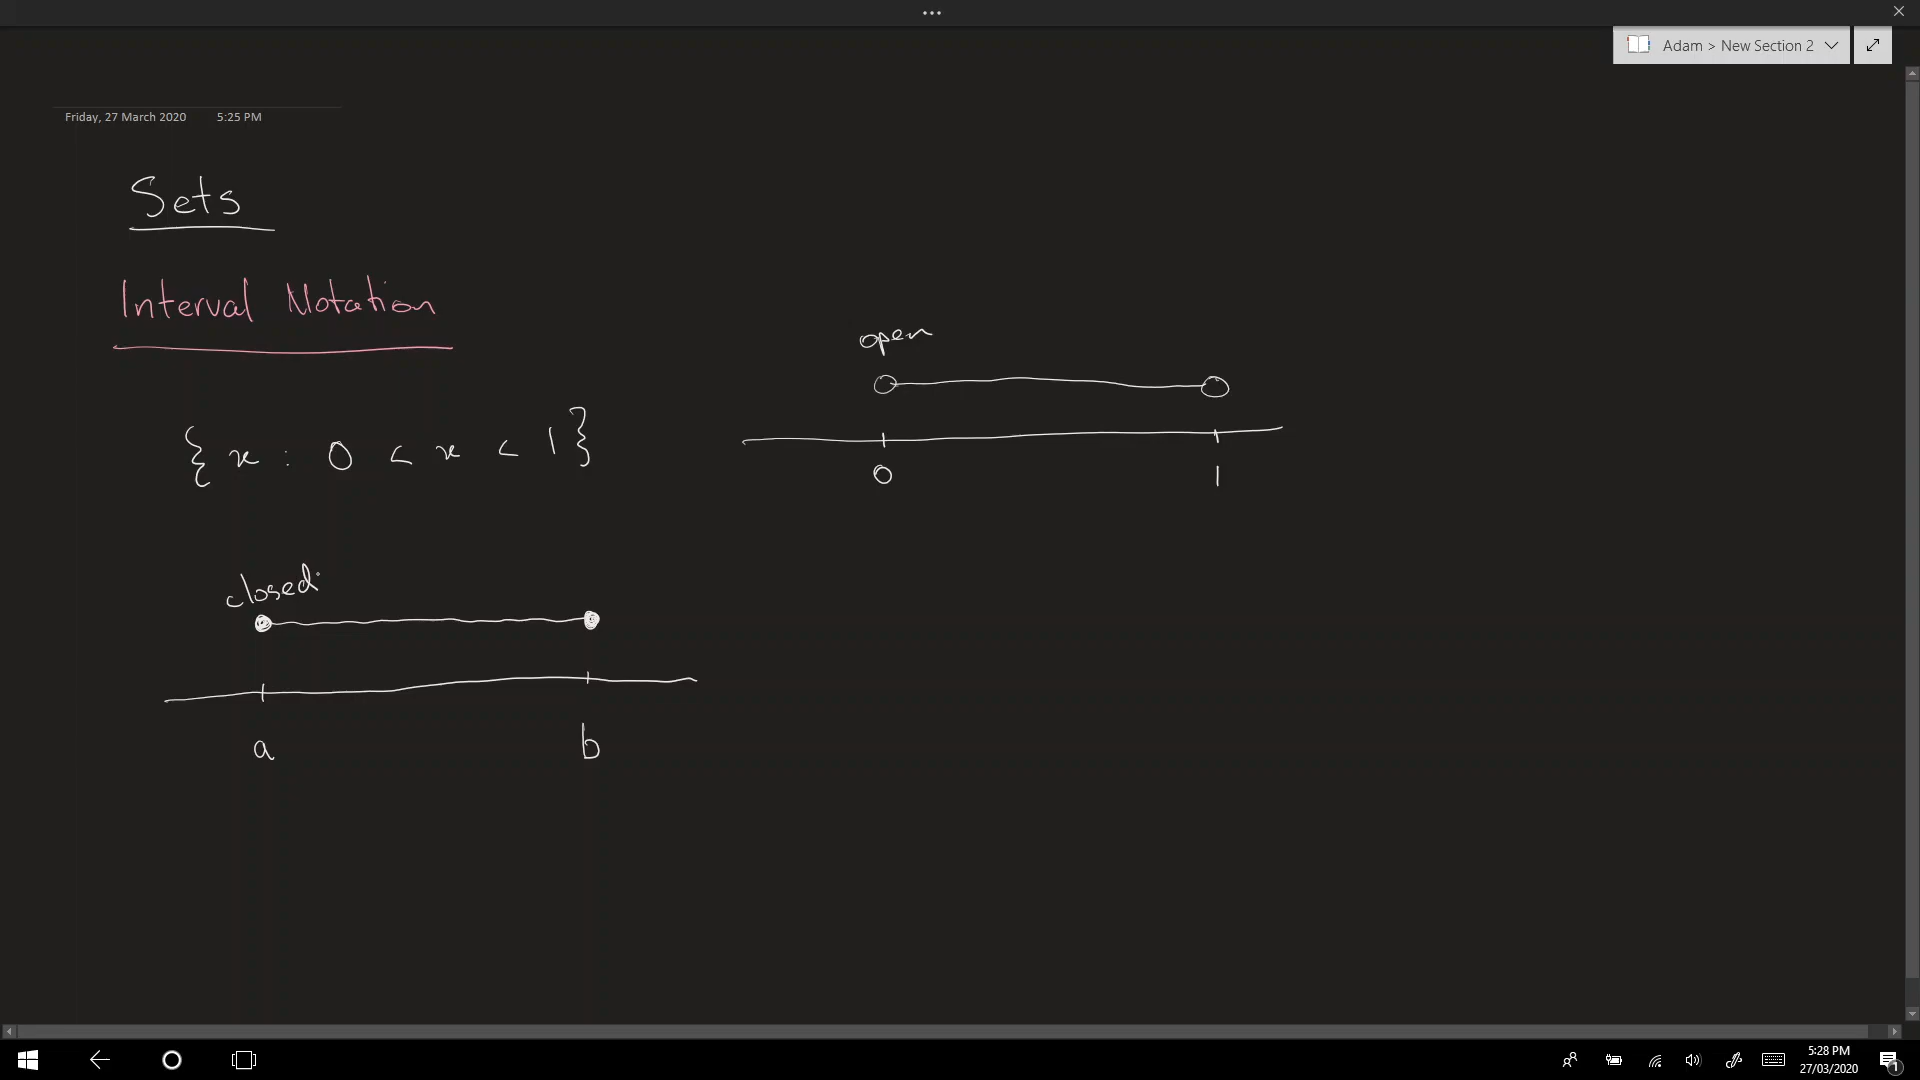 Adam > New Section 2
Friday, 27 March 2020 5:25 PM
Sets
Interval Notation
open
{ x : 0 < x < 1 }
0 1
closed
a b
5:28 PM
27/03/2020
1